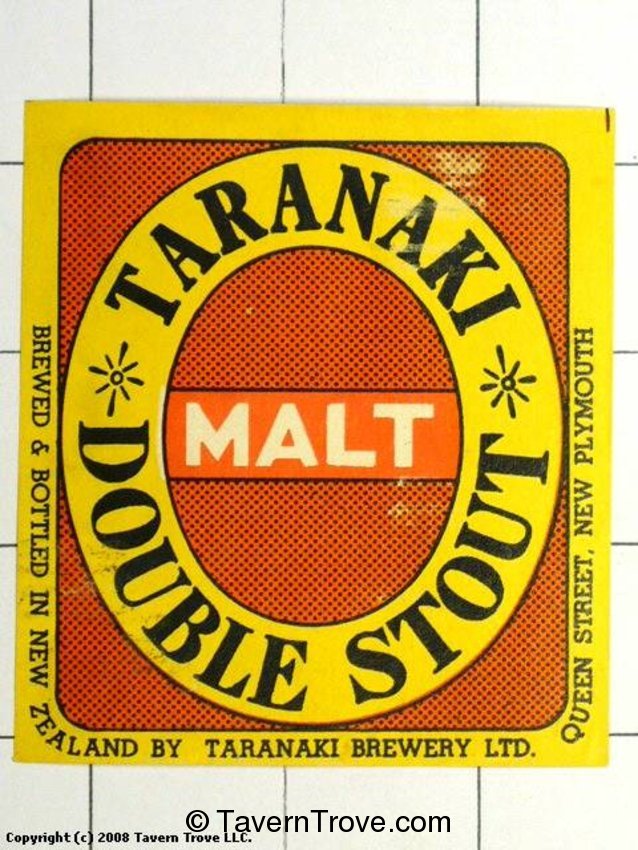 TARANAKI
MALT
DOUBLE STOUT
BREWED & BOTTLED IN NEW ZEALAND BY TARANAKI BREWERY LTD.
QUEEN STREET, NEW PLYMOUTH
© TavernTrove.com
Copyright (c) 2008 Tavern Trove LLC.